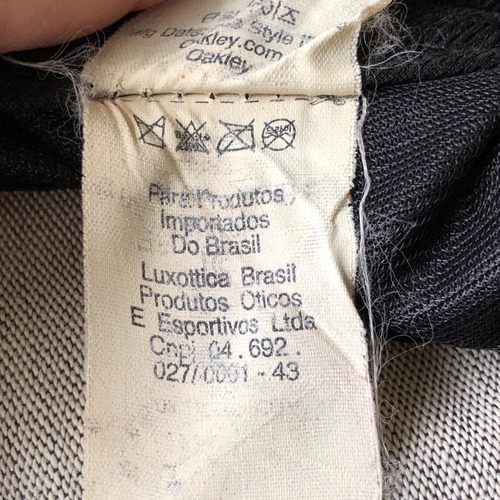 Style
Oakley.com
Oakley
Para Produtos
Importados
Do Brasil
Luxottica Brasil
Produtos Oticos
E Esportivos Ltda
Cnpj 04.692.
027/0001-43